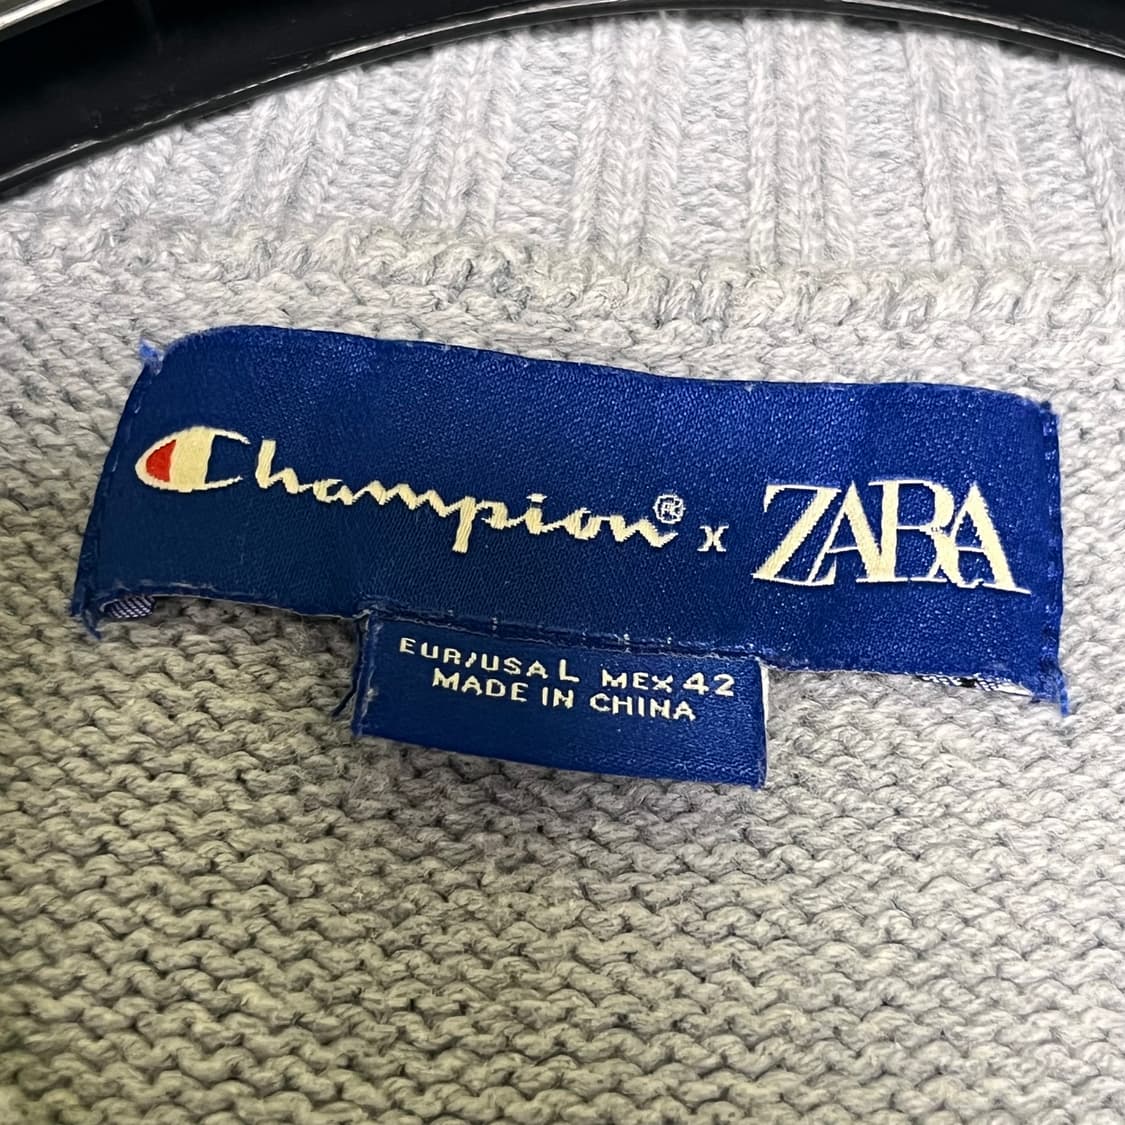 Champion® x ZARA
EUR/USA L MEX 42
MADE IN CHINA